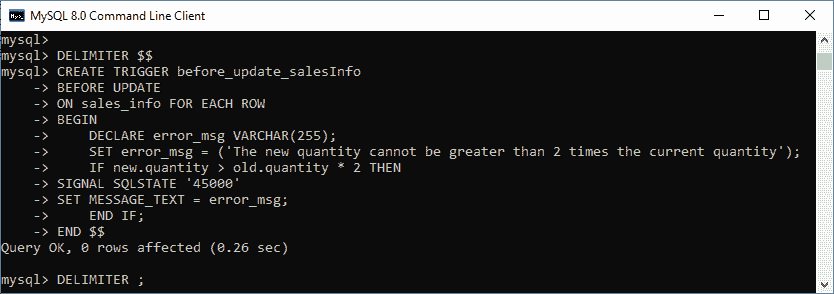 MySQL 8.0 Command Line Client
mysql>
mysql> DELIMITER $$
mysql> CREATE TRIGGER before_update_salesInfo
    -> BEFORE UPDATE
    -> ON sales_info FOR EACH ROW
    -> BEGIN
    ->     DECLARE error_msg VARCHAR(255);
    ->     SET error_msg = ('The new quantity cannot be greater than 2 times the current quantity');
    ->     IF new.quantity > old.quantity * 2 THEN
    -> SIGNAL SQLSTATE '45000'
    -> SET MESSAGE_TEXT = error_msg;
    ->     END IF;
    -> END $$
Query OK, 0 rows affected (0.26 sec)
mysql> DELIMITER ;